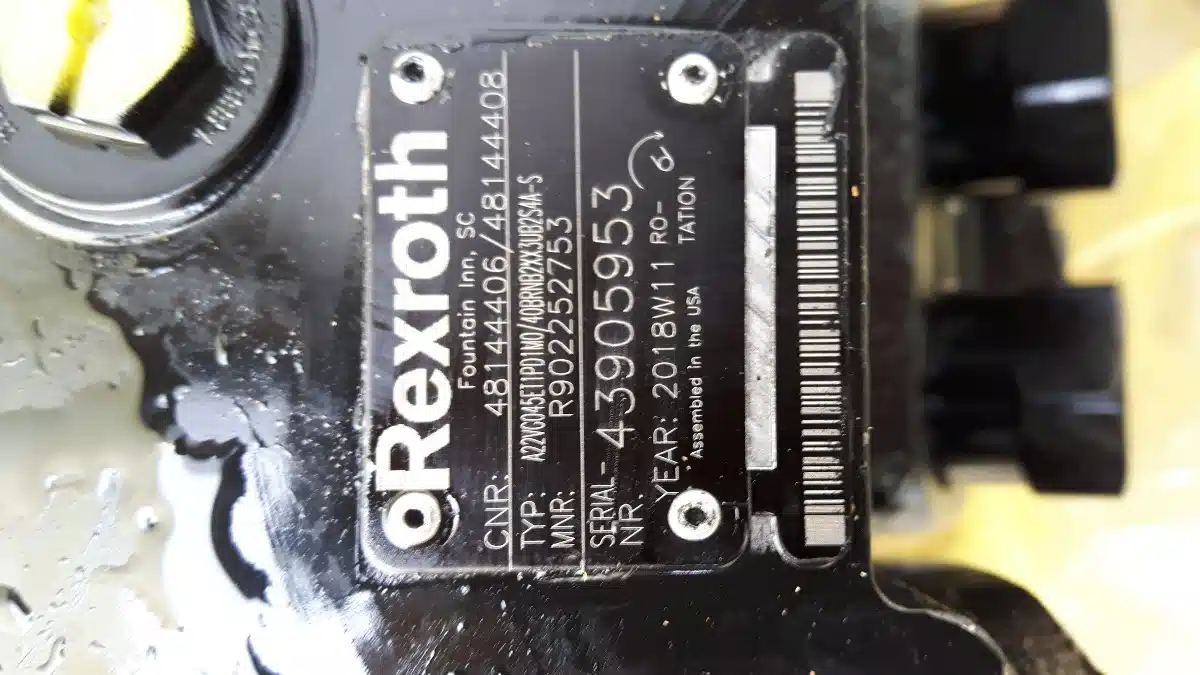 Rexroth
Fountain Inn, SC
CNR: 48144406/48144408
TYP: A22VG045ET1PD1M0/40BRNB2XX3UB2S4A-S
MNR: R902252753
SERIAL-
NR. 43905953
YEAR: 2018W11 RO-
TATION
Assembled in the USA